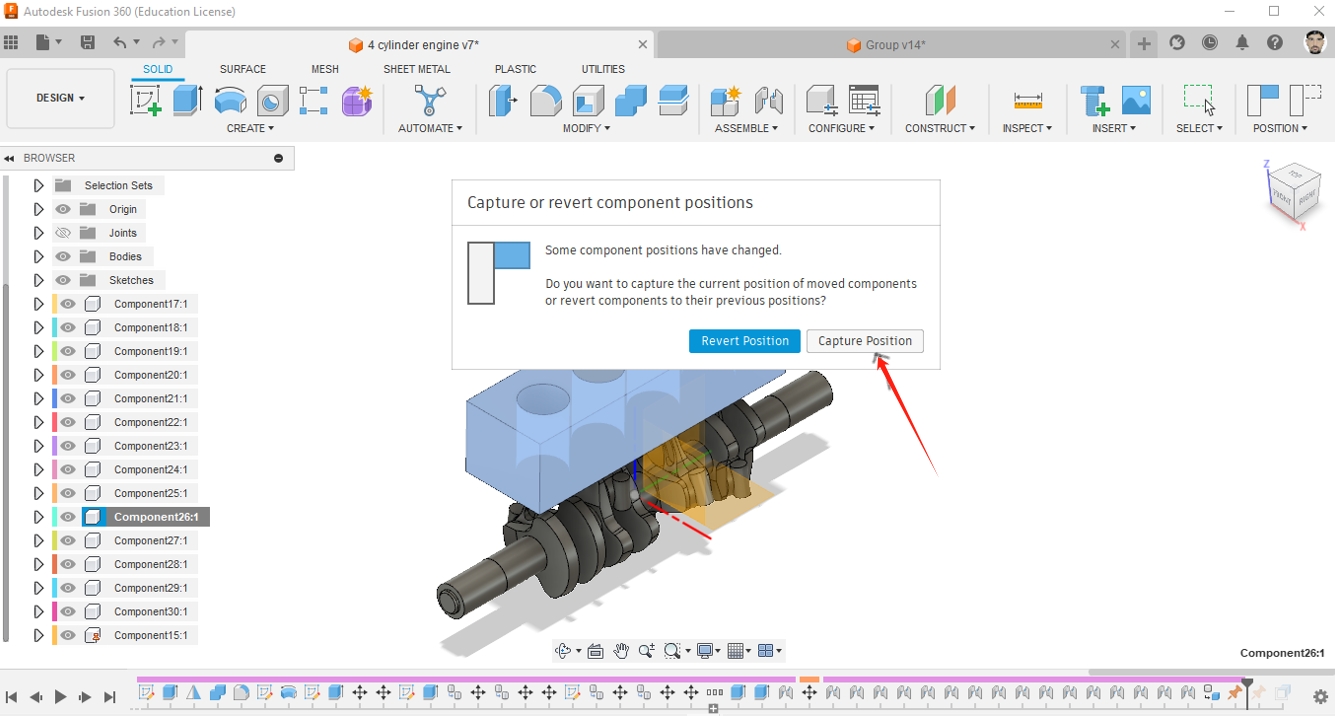 Autodesk Fusion 360 (Education License)
4 cylinder engine v7*
Group v14*
SOLID SURFACE MESH SHEET METAL PLASTIC UTILITIES
DESIGN
CREATE AUTOMATE MODIFY ASSEMBLE CONFIGURE CONSTRUCT INSPECT INSERT SELECT POSITION
BROWSER
Selection Sets
Origin
Joints
Bodies
Sketches
Component17:1
Component18:1
Component19:1
Component20:1
Component21:1
Component22:1
Component23:1
Component24:1
Component25:1
Component26:1
Component27:1
Component28:1
Component29:1
Component30:1
Component15:1
Capture or revert component positions
Some component positions have changed.
Do you want to capture the current position of moved components
or revert components to their previous positions?
Revert Position
Capture Position
Z
TOP
FRONT RIGHT
X
Component26:1